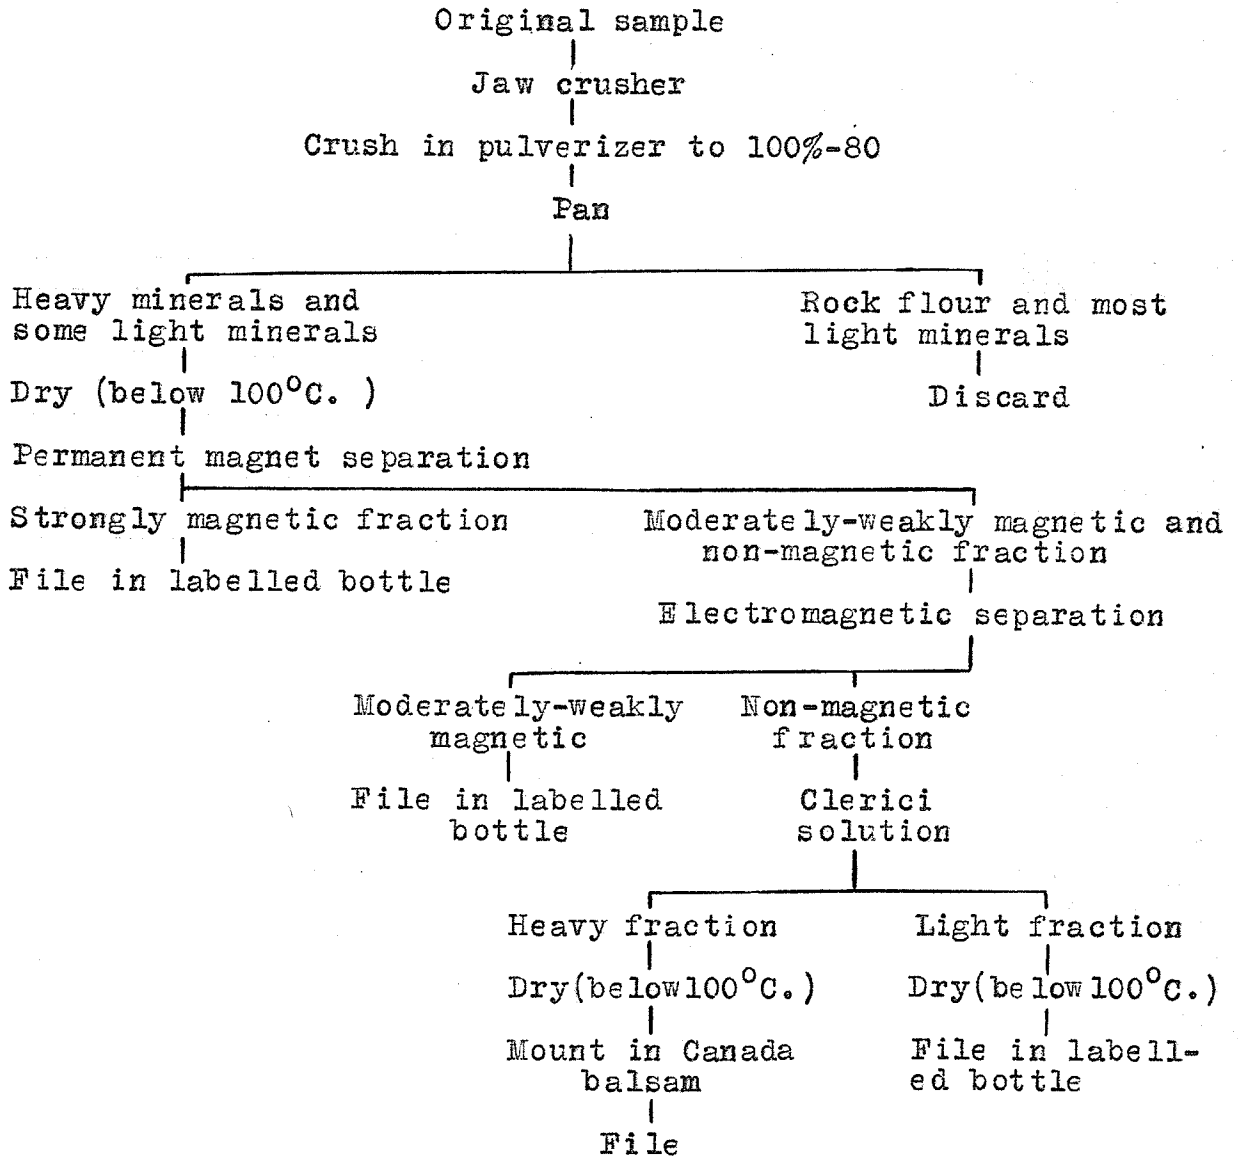 Original sample
Jaw crusher
Crush in pulverizer to 100%-80
Pan
Heavy minerals and
some light minerals
Rock flour and most
light minerals
Dry (below 100°C. )
Discard
Permanent magnet separation
Strongly magnetic fraction
Moderately-weakly magnetic and
non-magnetic fraction
File in labelled bottle
Electromagnetic separation
Moderately-weakly
magnetic
Non-magnetic
fraction
File in labelled
bottle
Clerici
solution
Heavy fraction
Light fraction
Dry(below100°C.)
Dry(below100°C.)
Mount in Canada
balsam
File in labell-
ed bottle
File